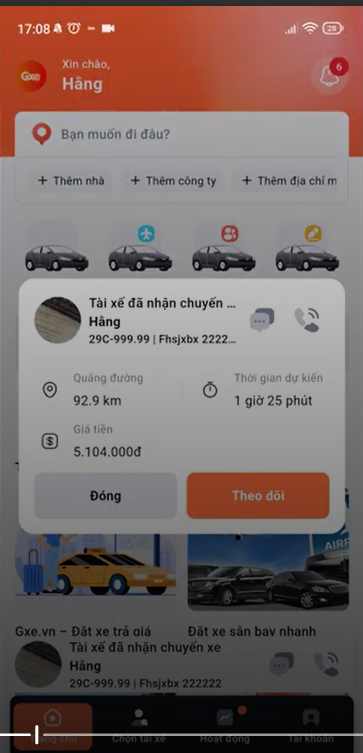 17:08
28
Gxe
Xin chào,
Hằng
6
Bạn muốn đi đâu?
+ Thêm nhà
+ Thêm công ty
+ Thêm địa chỉ m
Tài xế đã nhận chuyến ...
Hằng
29C-999.99 | Fhsjxbx 2222...
Quãng đường
92.9 km
Thời gian dự kiến
1 giờ 25 phút
Giá tiền
5.104.000đ
Đóng
Theo dõi
Gxe.vn – Đặt xe trả giá
Đặt xe sân bay nhanh
Tài xế đã nhận chuyến xe
Hằng
29C-999.99 | Fhsjxbx 222222
Trang chủ
Chọn tài xế
Hoạt động
Tài khoản